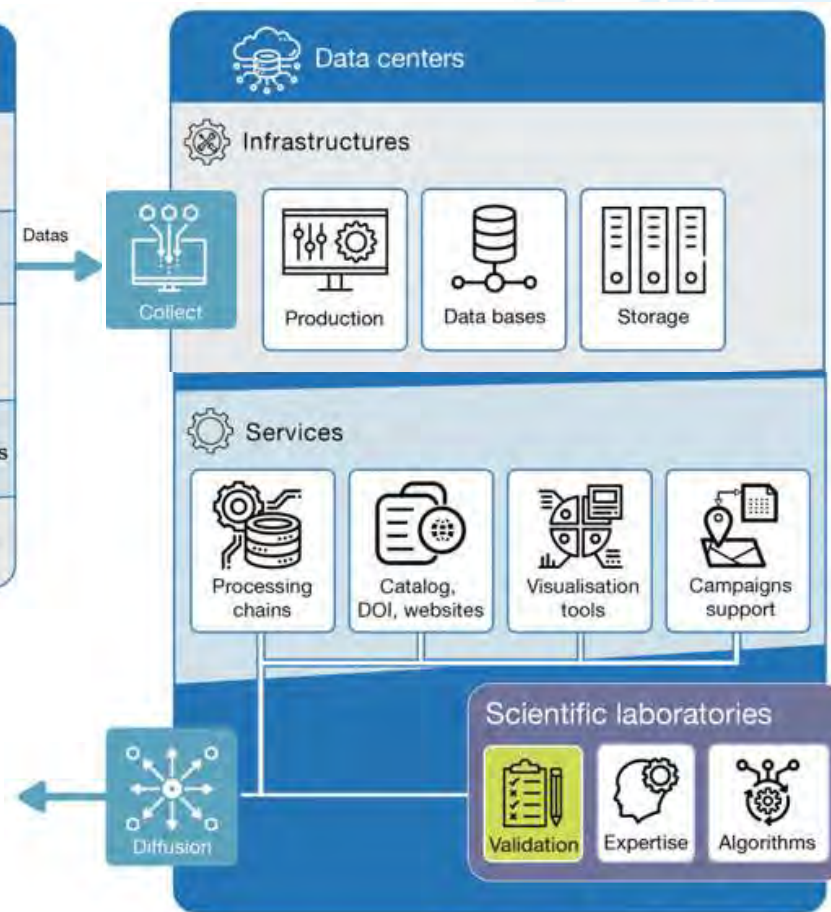 Data centers
Infrastructures
Datas
Collect
Production
Data bases
Storage
s
Services
Processing
chains
Catalog,
DOI, websites
Visualisation
tools
Campaigns
support
Scientific laboratories
Validation
Expertise
Algorithms
Diffusion